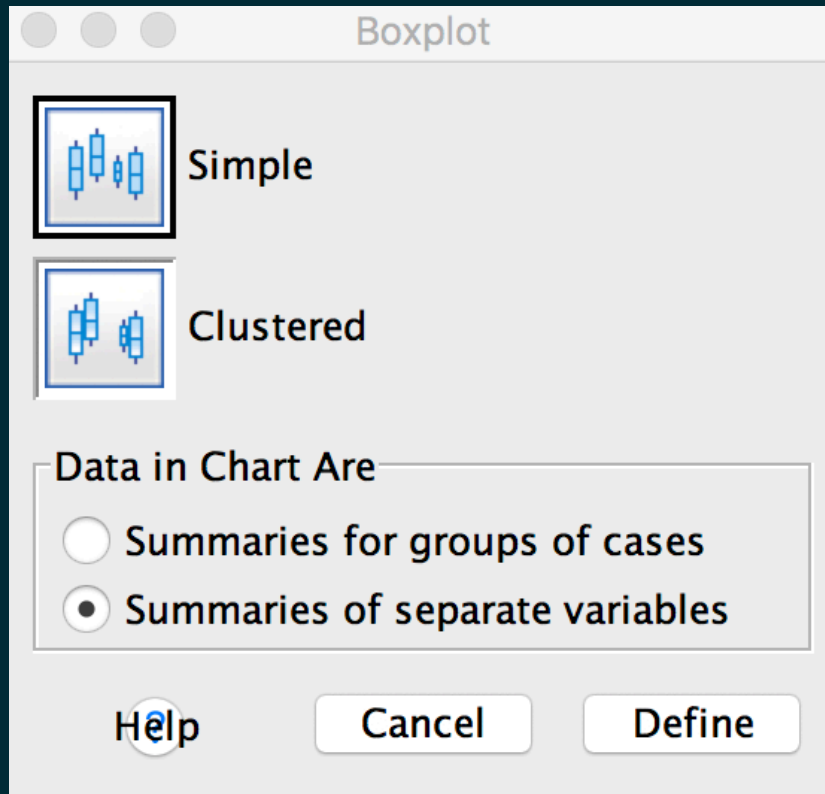 Boxplot
Simple
Clustered
Data in Chart Are
Summaries for groups of cases
Summaries of separate variables
Help
Cancel
Define